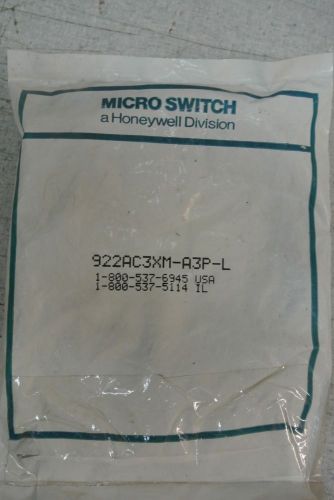 MICRO SWITCH
a Honeywell Division
922AC3XM-A3P-L
1-800-537-6945 USA
1-800-537-5114 IL